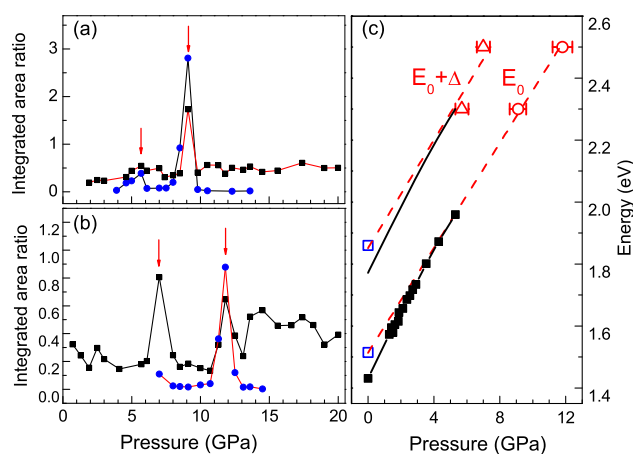 (a)
Integrated area ratio
3
2
1
0
(b)
Integrated area ratio
1.2
1.0
0.8
0.6
0.4
0.2
0.0
0 5 10 15 20
Pressure (GPa)
(c)
E₀+Δ E₀
2.6
2.4
2.2
2.0
1.8
1.6
1.4
Energy (eV)
0 4 8 12
Pressure (GPa)